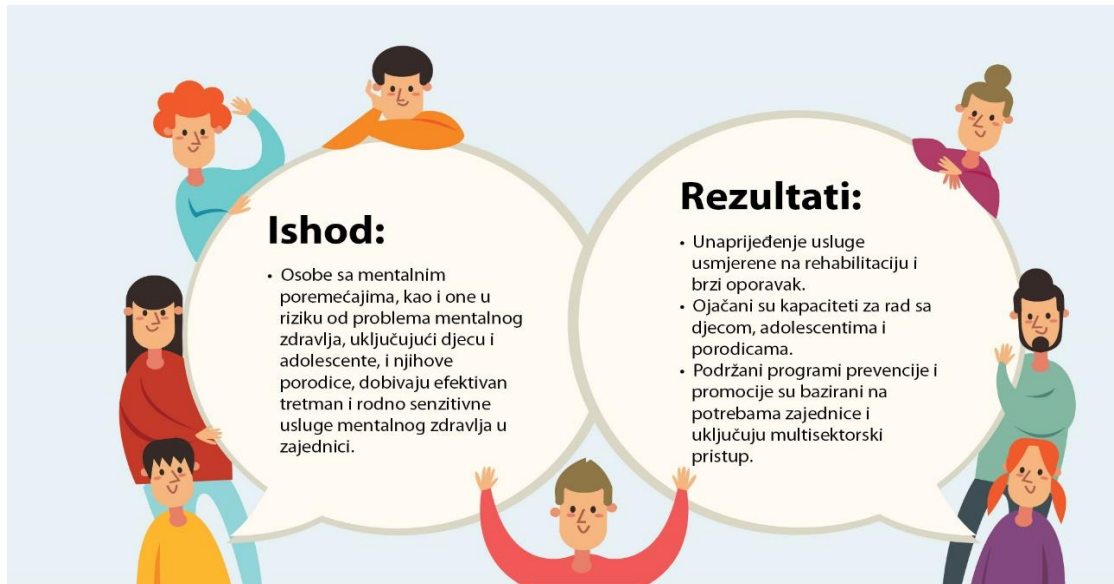 Ishod:
• Osobe sa mentalnim
poremećajima, kao i one u
riziku od problema mentalnog
zdravlja, uključujući djecu i
adolescente, i njihove
porodice, dobivaju efektivan
tretman i rodno senzitivne
usluge mentalnog zdravlja u
zajednici.
Rezultati:
• Unaprijeđenje usluge
usmjerene na rehabilitaciju i
brzi oporavak.
• Ojačani su kapaciteti za rad sa
djecom, adolescentima i
porodicama.
• Podržani programi prevencije i
promocije su bazirani na
potrebama zajednice i
uključuju multisektorski
pristup.